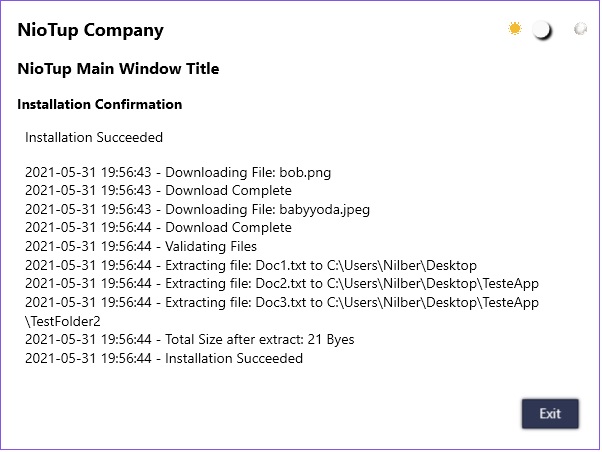 NioTup Company
NioTup Main Window Title
Installation Confirmation
Installation Succeeded
2021-05-31 19:56:43 - Downloading File: bob.png
2021-05-31 19:56:43 - Download Complete
2021-05-31 19:56:43 - Downloading File: babyyoda.jpeg
2021-05-31 19:56:44 - Download Complete
2021-05-31 19:56:44 - Validating Files
2021-05-31 19:56:44 - Extracting file: Doc1.txt to C:\Users\Nilber\Desktop
2021-05-31 19:56:44 - Extracting file: Doc2.txt to C:\Users\Nilber\Desktop\TesteApp
2021-05-31 19:56:44 - Extracting file: Doc3.txt to C:\Users\Nilber\Desktop\TesteApp
\TestFolder2
2021-05-31 19:56:44 - Total Size after extract: 21 Byes
2021-05-31 19:56:44 - Installation Succeeded
Exit